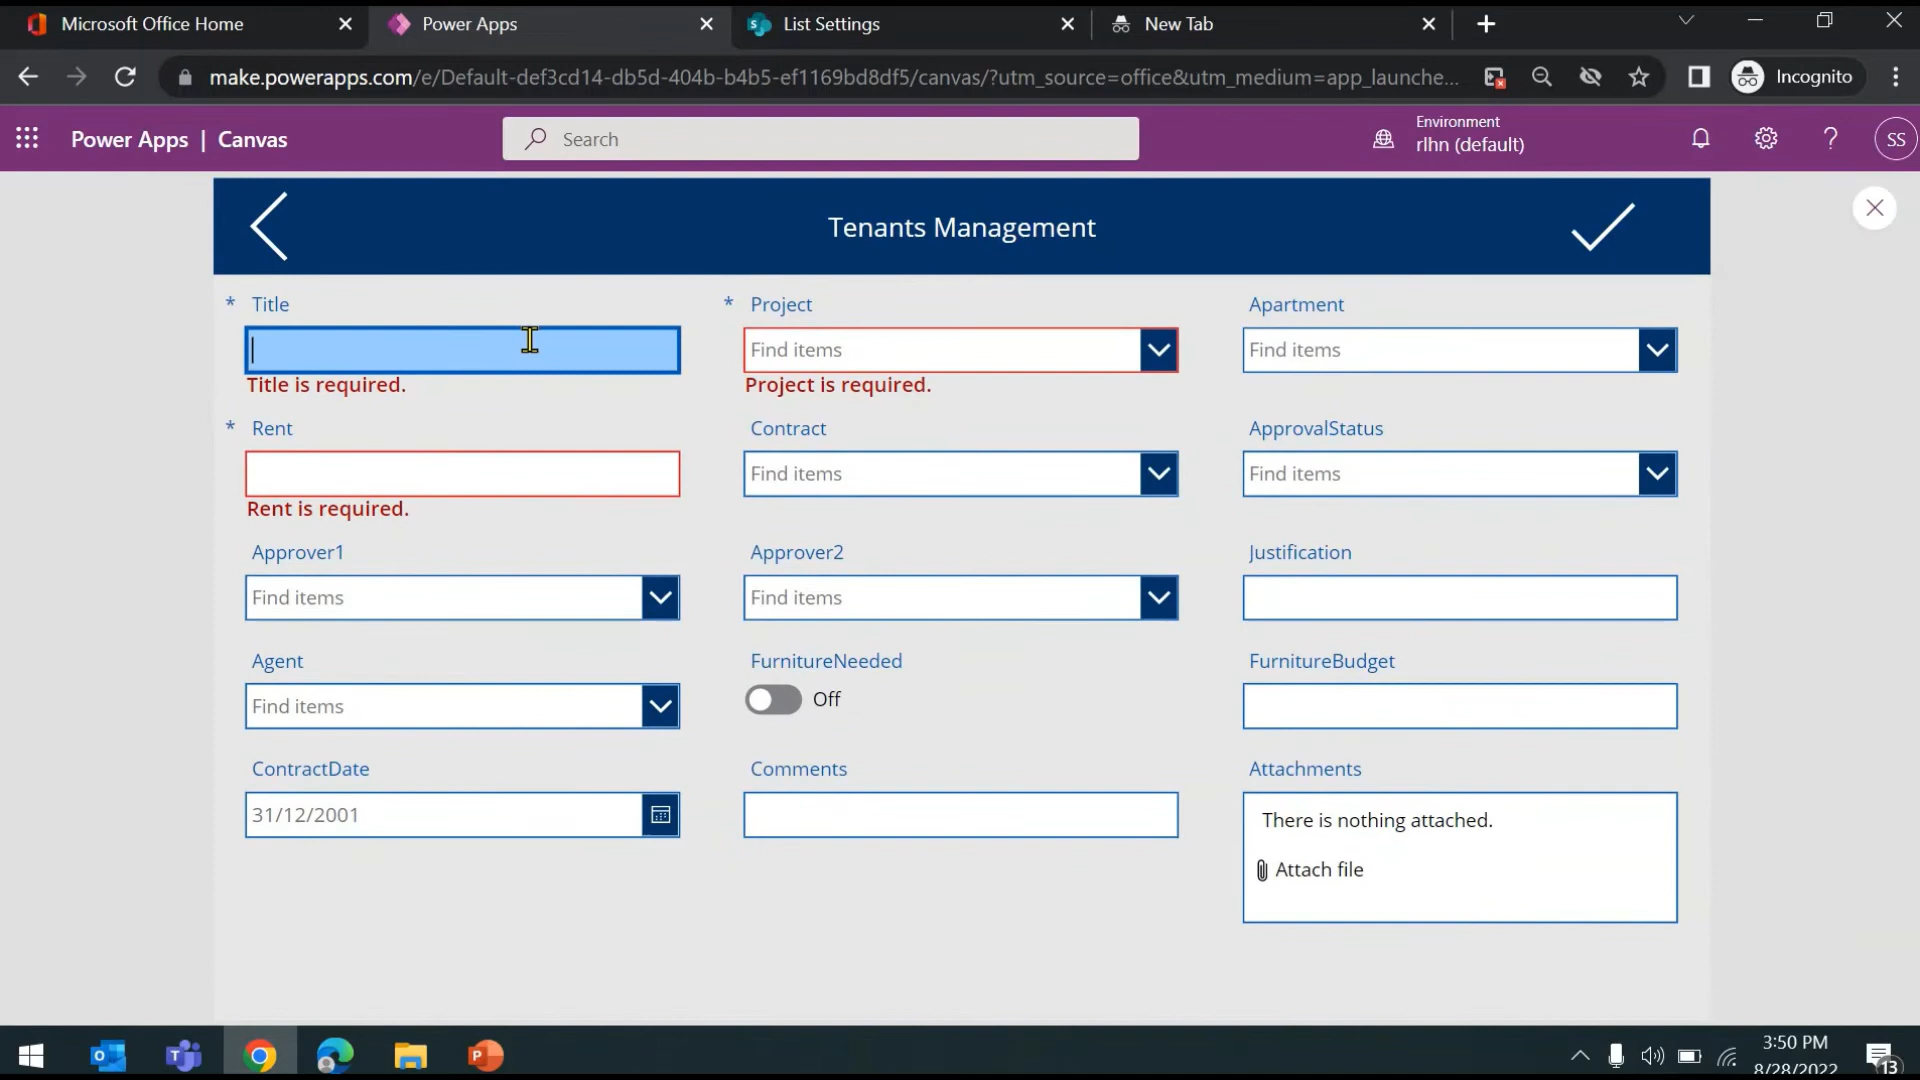 Microsoft Office Home
Power Apps
List Settings
New Tab
make.powerapps.com/e/Default-def3cd14-db5d-404b-b4b5-ef1169bd8df5/canvas/?utm_source=office&utm_medium=app_launche...
Incognito
Power Apps | Canvas
Search
Environment
rlhn (default)
SS
Tenants Management
* Title
* Project
Apartment
Find items
Find items
Title is required.
Project is required.
* Rent
Contract
ApprovalStatus
Find items
Find items
Rent is required.
Approver1
Approver2
Justification
Find items
Find items
Agent
FurnitureNeeded
FurnitureBudget
Find items
Off
ContractDate
Comments
Attachments
31/12/2001
There is nothing attached.
Attach file
3:50 PM
8/28/2022
13